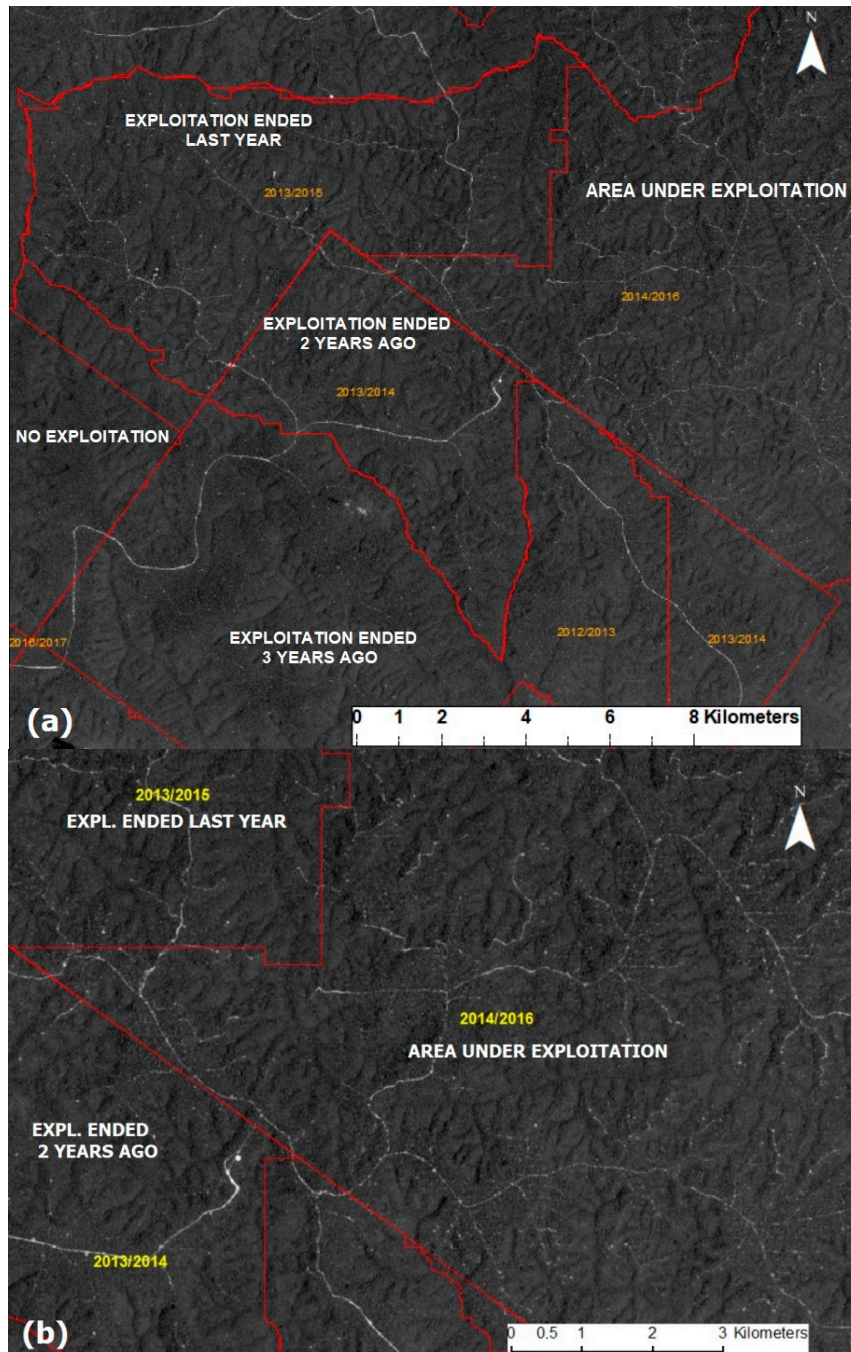 N
EXPLOITATION ENDED
LAST YEAR
2013/2015
AREA UNDER EXPLOITATION
2014/2016
EXPLOITATION ENDED
2 YEARS AGO
2013/2014
NO EXPLOITATION
2016/2017
EXPLOITATION ENDED
3 YEARS AGO
2012/2013
2013/2014
(a)
0 1 2 4 6 8 Kilometers
2013/2015
EXPL. ENDED LAST YEAR
N
2014/2016
AREA UNDER EXPLOITATION
EXPL. ENDED
2 YEARS AGO
2013/2014
(b)
0 0,5 1 2 3 Kilometers